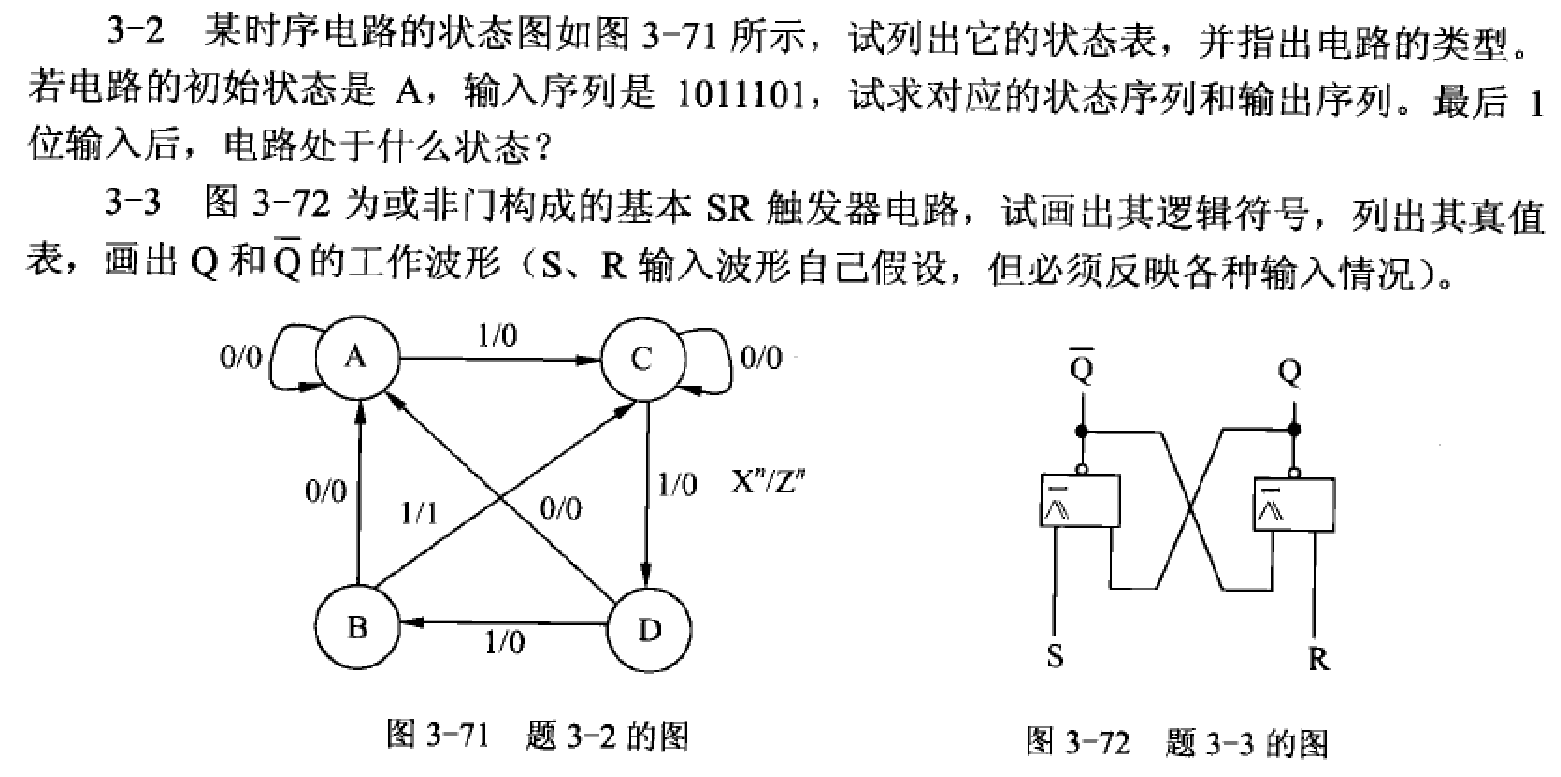 3-2 某时序电路的状态图如图 3-71 所示，试列出它的状态表，并指出电路的类型。
若电路的初始状态是 A，输入序列是 1011101，试求对应的状态序列和输出序列。最后 1
位输入后，电路处于什么状态？
3-3 图 3-72 为或非门构成的基本 SR 触发器电路，试画出其逻辑符号，列出其真值
表，画出 Q 和 Q̅ 的工作波形（S、R 输入波形自己假设，但必须反映各种输入情况）。
0/0 A 1/0 C 0/0
0/0 1/1 0/0 1/0 Xⁿ/Zⁿ
B 1/0 D
图 3-71 题 3-2 的图
Q̅ Q
S R
图 3-72 题 3-3 的图